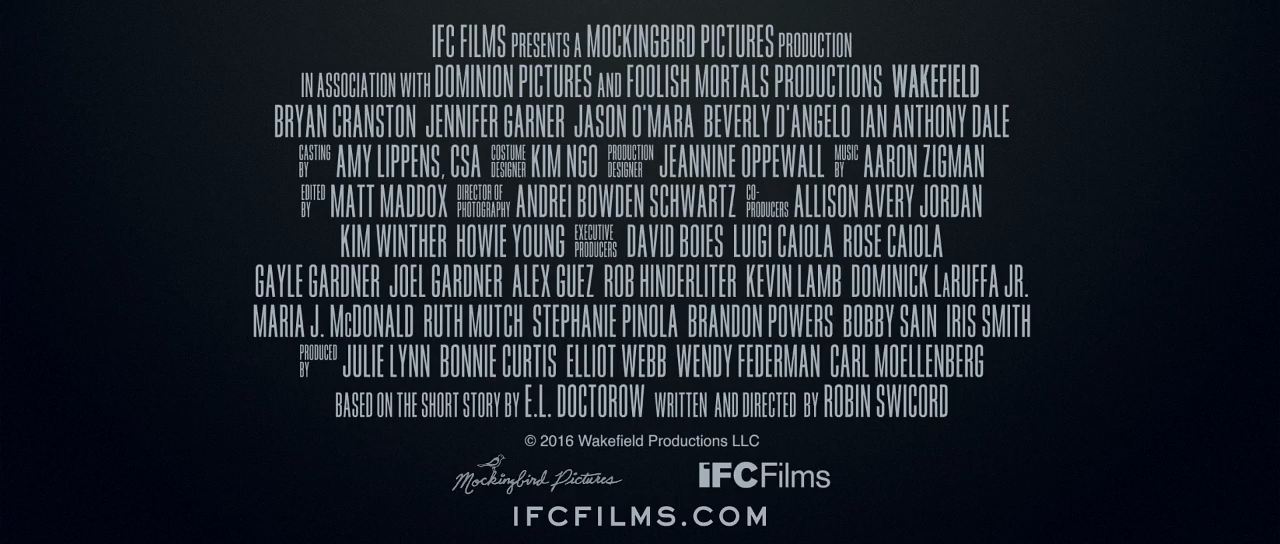 IFC FILMS PRESENTS A MOCKINGBIRD PICTURES PRODUCTION
IN ASSOCIATION WITH DOMINION PICTURES AND FOOLISH MORTALS PRODUCTIONS WAKEFIELD
BRYAN CRANSTON JENNIFER GARNER JASON O'MARA BEVERLY D'ANGELO IAN ANTHONY DALE
CASTING BY AMY LIPPENS, CSA COSTUME DESIGNER KIM NGO PRODUCTION DESIGNER JEANNINE OPPEWALL MUSIC BY AARON ZIGMAN
EDITED BY MATT MADDOX DIRECTOR OF PHOTOGRAPHY ANDREI BOWDEN SCHWARTZ CO-PRODUCERS ALLISON AVERY JORDAN
KIM WINTHER HOWIE YOUNG EXECUTIVE PRODUCERS DAVID BOIES LUIGI CAIOLA ROSE CAIOLA
GAYLE GARDNER JOEL GARDNER ALEX GUEZ ROB HINDERLITER KEVIN LAMB DOMINICK LARUFFA JR.
MARIA J. McDONALD RUTH MUTCH STEPHANIE PINOLA BRANDON POWERS BOBBY SAIN IRIS SMITH
PRODUCED BY JULIE LYNN BONNIE CURTIS ELLIOT WEBB WENDY FEDERMAN CARL MOELLENBERG
BASED ON THE SHORT STORY BY E.L. DOCTOROW WRITTEN AND DIRECTED BY ROBIN SWICORD
© 2016 Wakefield Productions LLC
Mockingbird Pictures IFC Films
IFCFILMS.COM